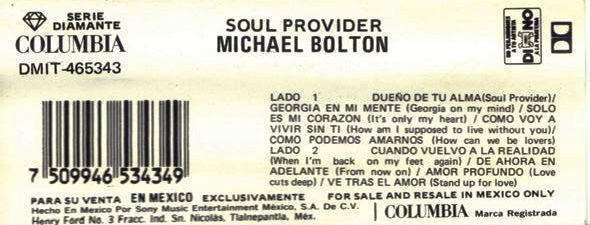 SERIE
DIAMANTE
COLUMBIA
DMIT-465343
SOUL PROVIDER
MICHAEL BOLTON
DI NO
A LA PIRATERIA
LADO 1 DUEÑO DE TU ALMA(Soul Provider)/
GEORGIA EN MI MENTE (Georgia on my mind) / SOLO
ES MI CORAZON (It's only my heart) / COMO VOY A
VIVIR SIN TI (How am I supposed to live without you)/
COMO PODEMOS AMARNOS (How can we be lovers)
LADO 2 CUANDO VUELVO A LA REALIDAD
(When I'm back on my feet again) / DE AHORA EN
ADELANTE (From now on) / AMOR PROFUNDO (Love
cuts deep) / VE TRAS EL AMOR (Stand up for love)
7 509946 534349
PARA SU VENTA EN MEXICO EXCLUSIVAMENTE FOR SALE AND RESALE IN MEXICO ONLY
Hecho En Mexico Por Sony Music Entertainment México, S.A. De C.V.
Henry Ford No. 3 Fracc. Ind. Sn. Nicolás, Tlalnepantla, Méx.
COLUMBIA Marca Registrada